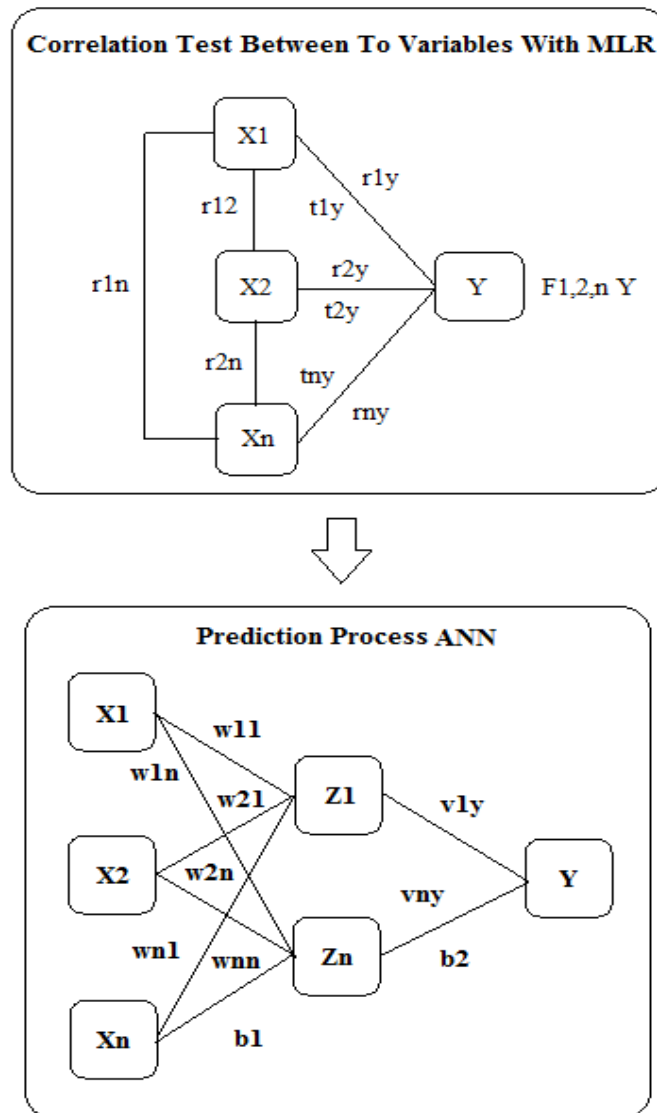 Correlation Test Between To Variables With MLR
X1
r1y
r12
t1y
r1n
X2
r2y
Y
F1,2,n Y
t2y
r2n
tny
rny
Xn
Prediction Process ANN
X1
w11
w1n
w21
Z1
v1y
X2
w2n
vny
Y
wn1
wnn
Zn
b2
Xn
b1